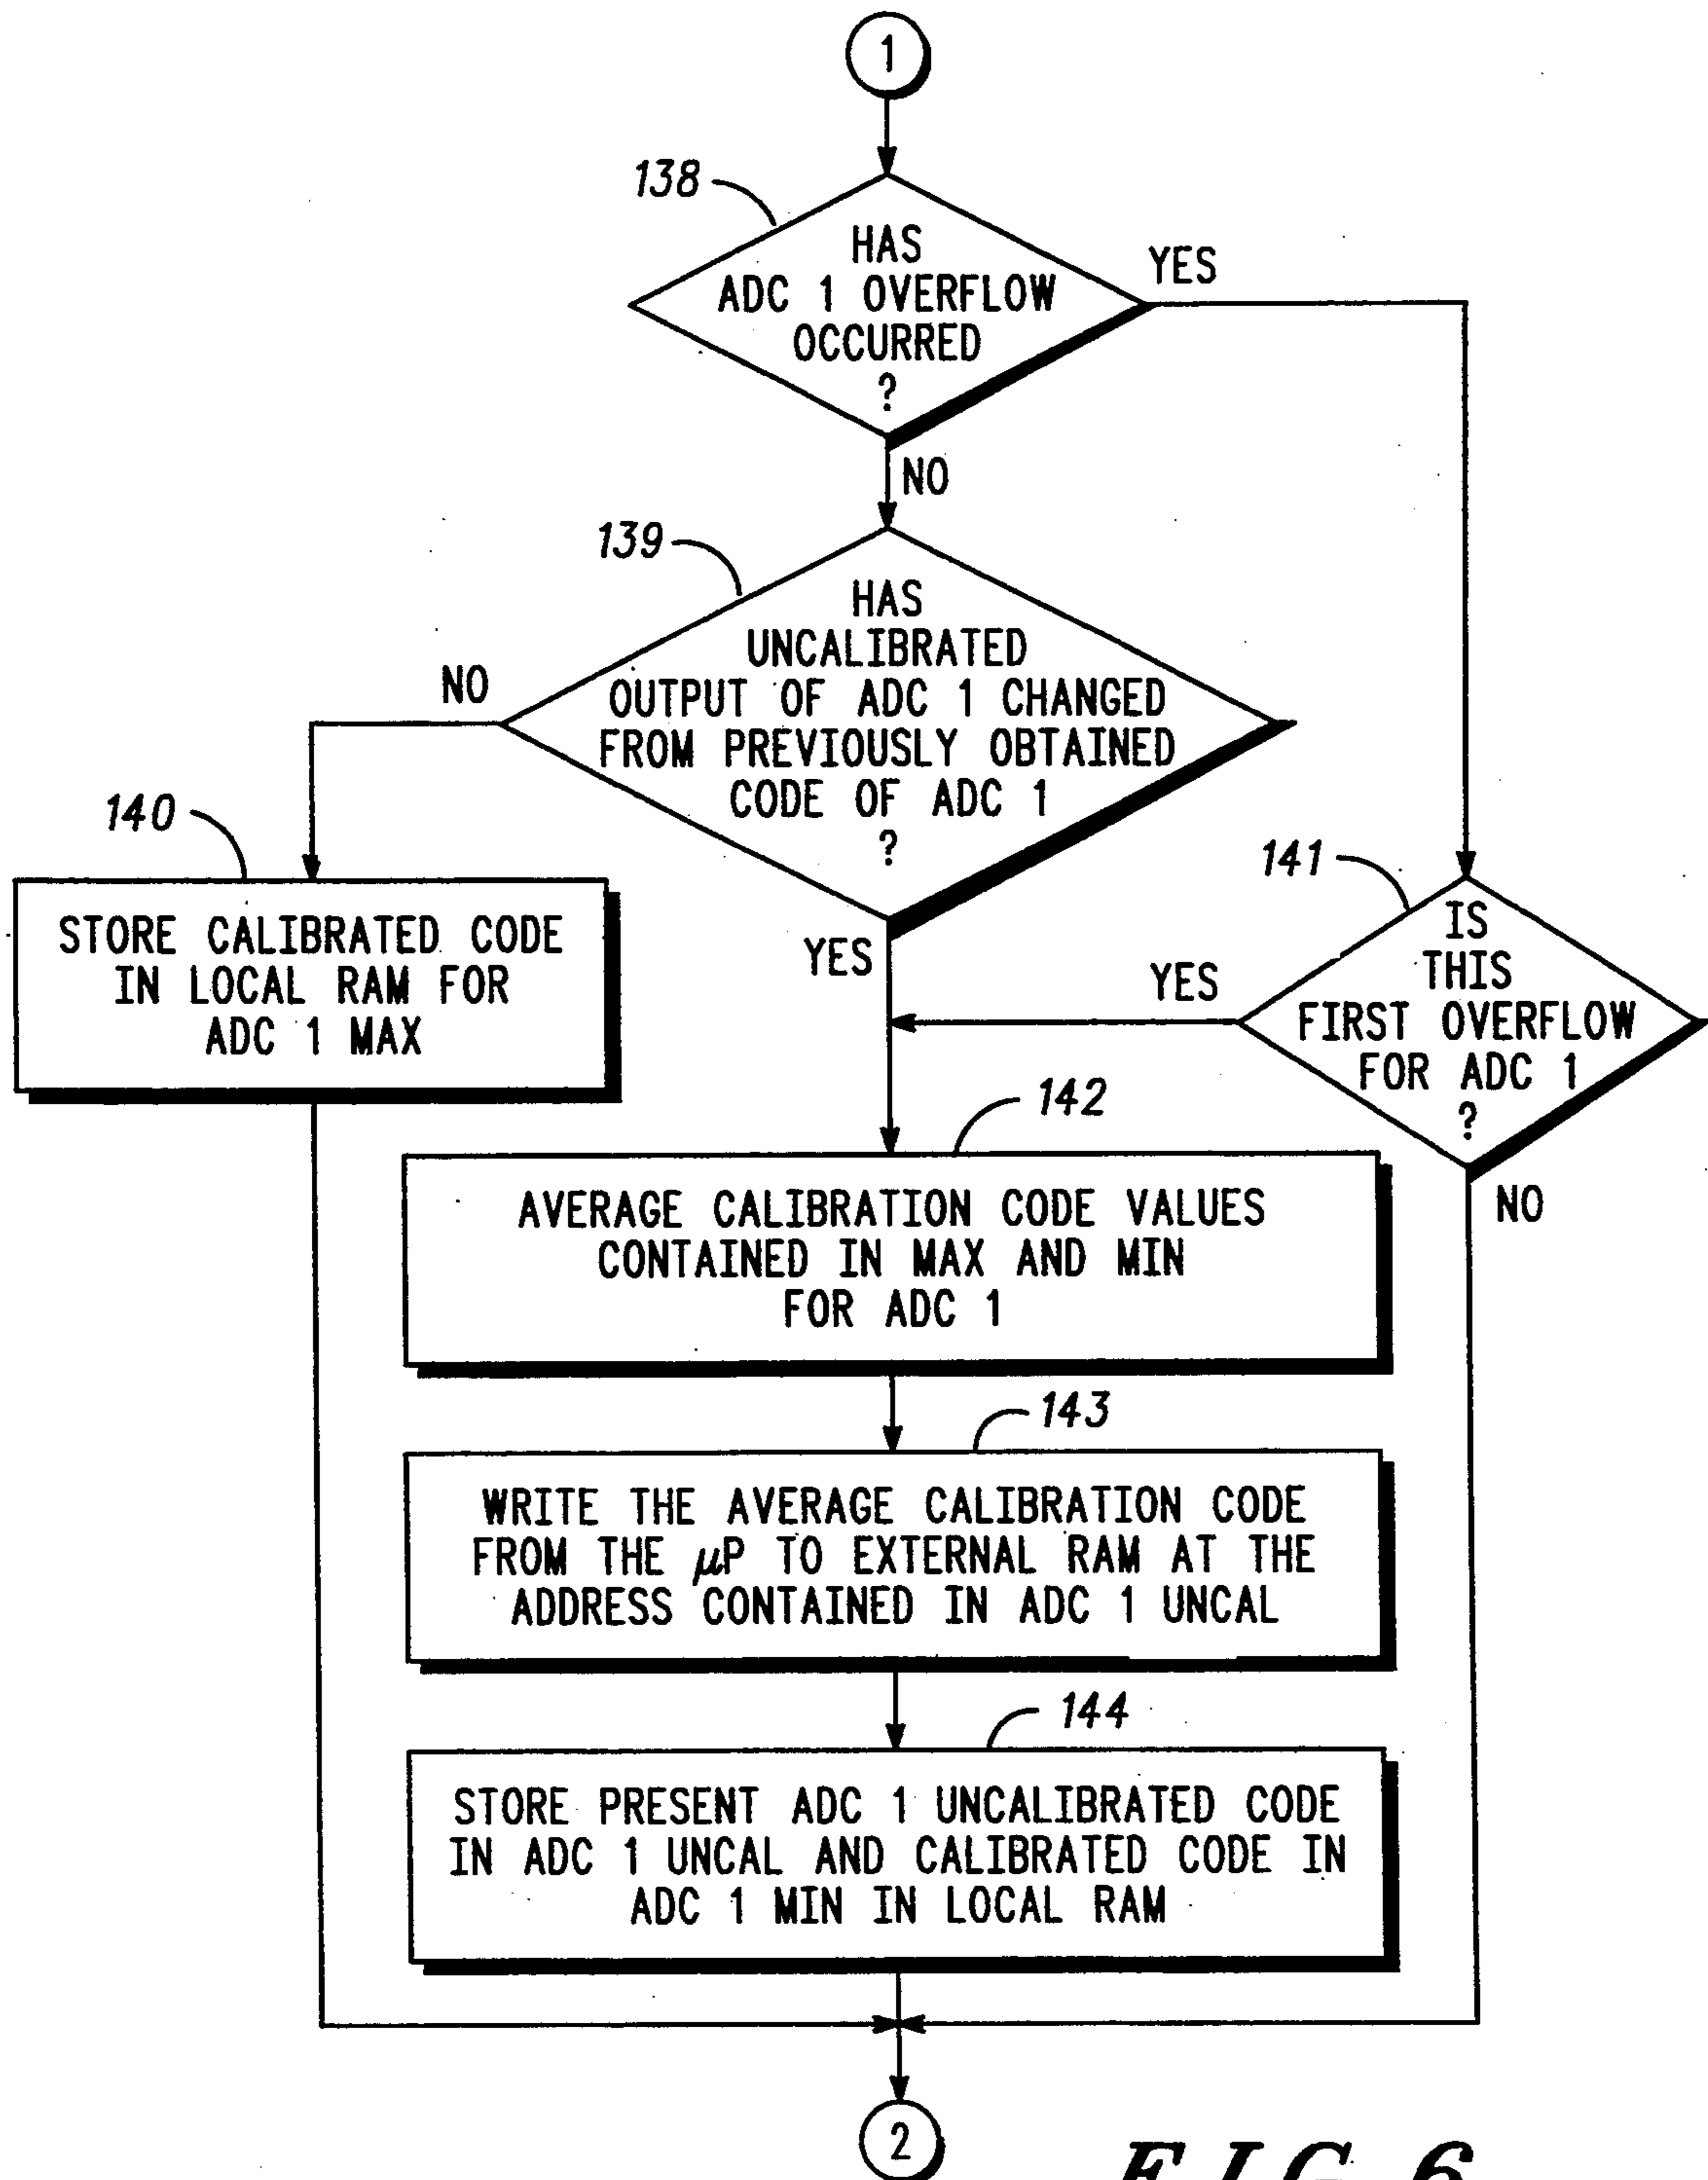 1
138
HAS
ADC 1 OVERFLOW
OCCURRED
?
YES
NO
139
HAS
UNCALIBRATED
OUTPUT OF ADC 1 CHANGED
FROM PREVIOUSLY OBTAINED
CODE OF ADC 1
?
NO
YES
140
STORE CALIBRATED CODE
IN LOCAL RAM FOR
ADC 1 MAX
141
IS
THIS
FIRST OVERFLOW
FOR ADC 1
?
YES
NO
142
AVERAGE CALIBRATION CODE VALUES
CONTAINED IN MAX AND MIN
FOR ADC 1
143
WRITE THE AVERAGE CALIBRATION CODE
FROM THE μP TO EXTERNAL RAM AT THE
ADDRESS CONTAINED IN ADC 1 UNCAL
144
STORE PRESENT ADC 1 UNCALIBRATED CODE
IN ADC 1 UNCAL AND CALIBRATED CODE IN
ADC 1 MIN IN LOCAL RAM
2
FIG. 6